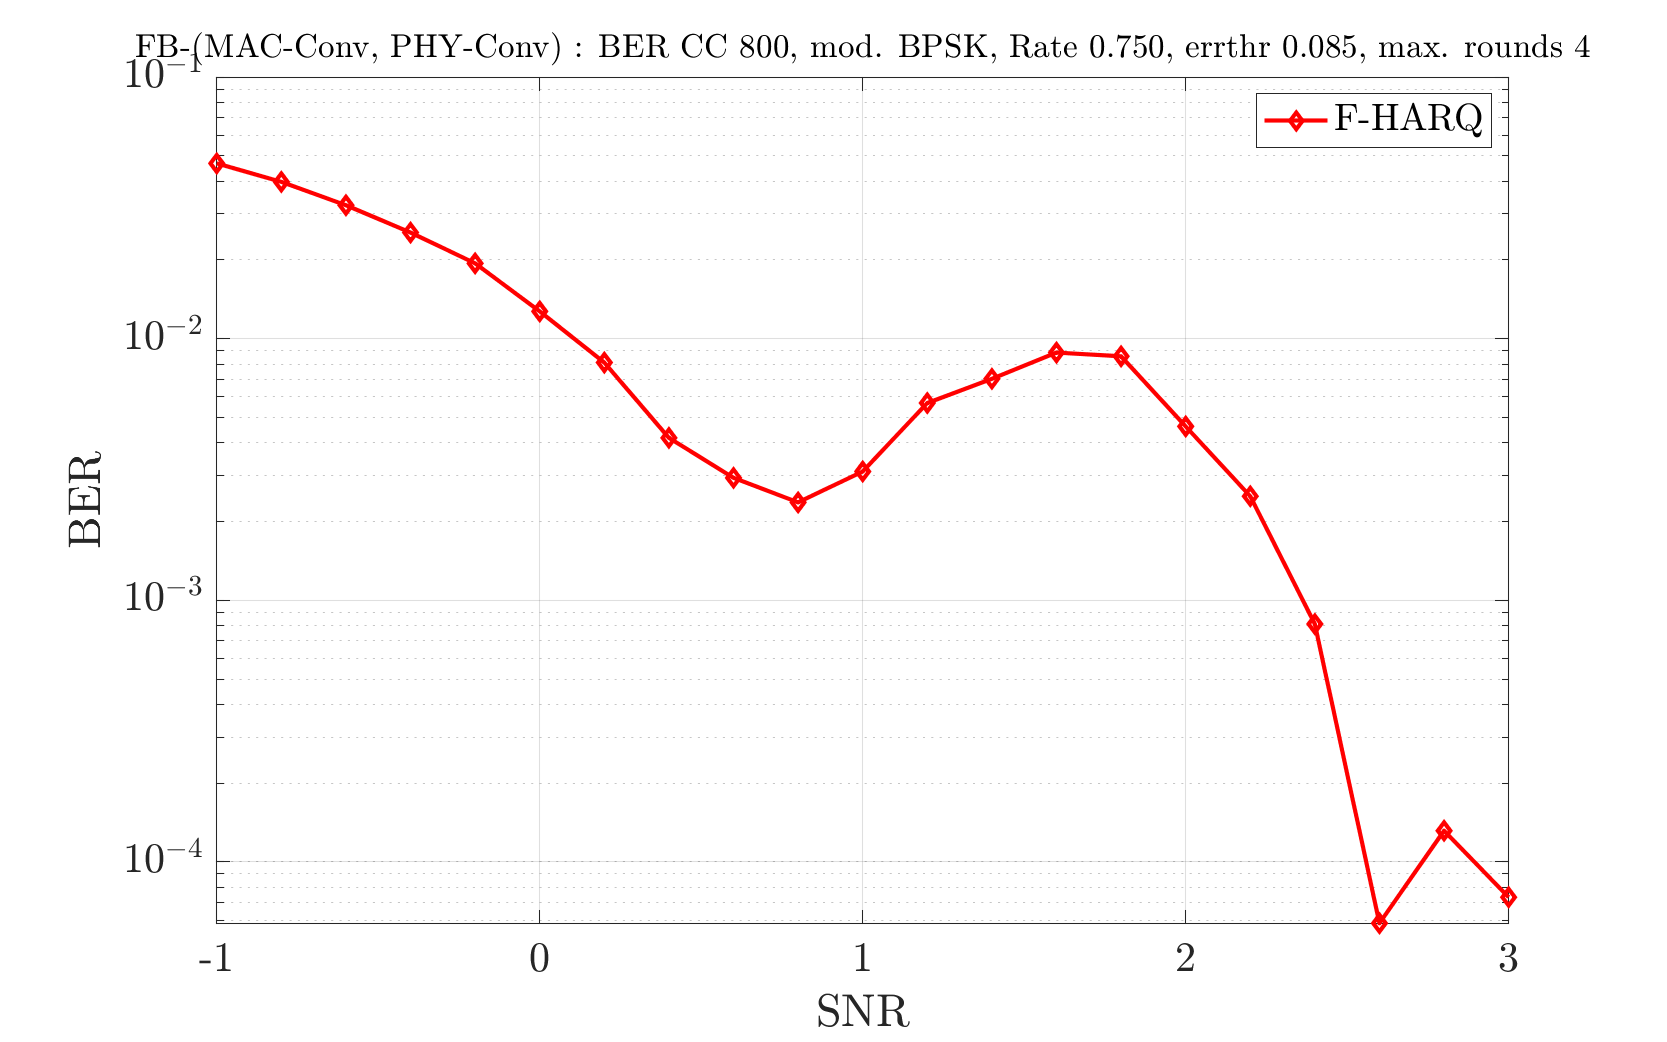 FB-(MAC-Conv, PHY-Conv) : BER CC 800, mod. BPSK, Rate 0.750, errthr 0.085, max. rounds 4
10^{-1}
F-HARQ
10^{-2}
BER
10^{-3}
10^{-4}
-1 0 1 2 3
SNR